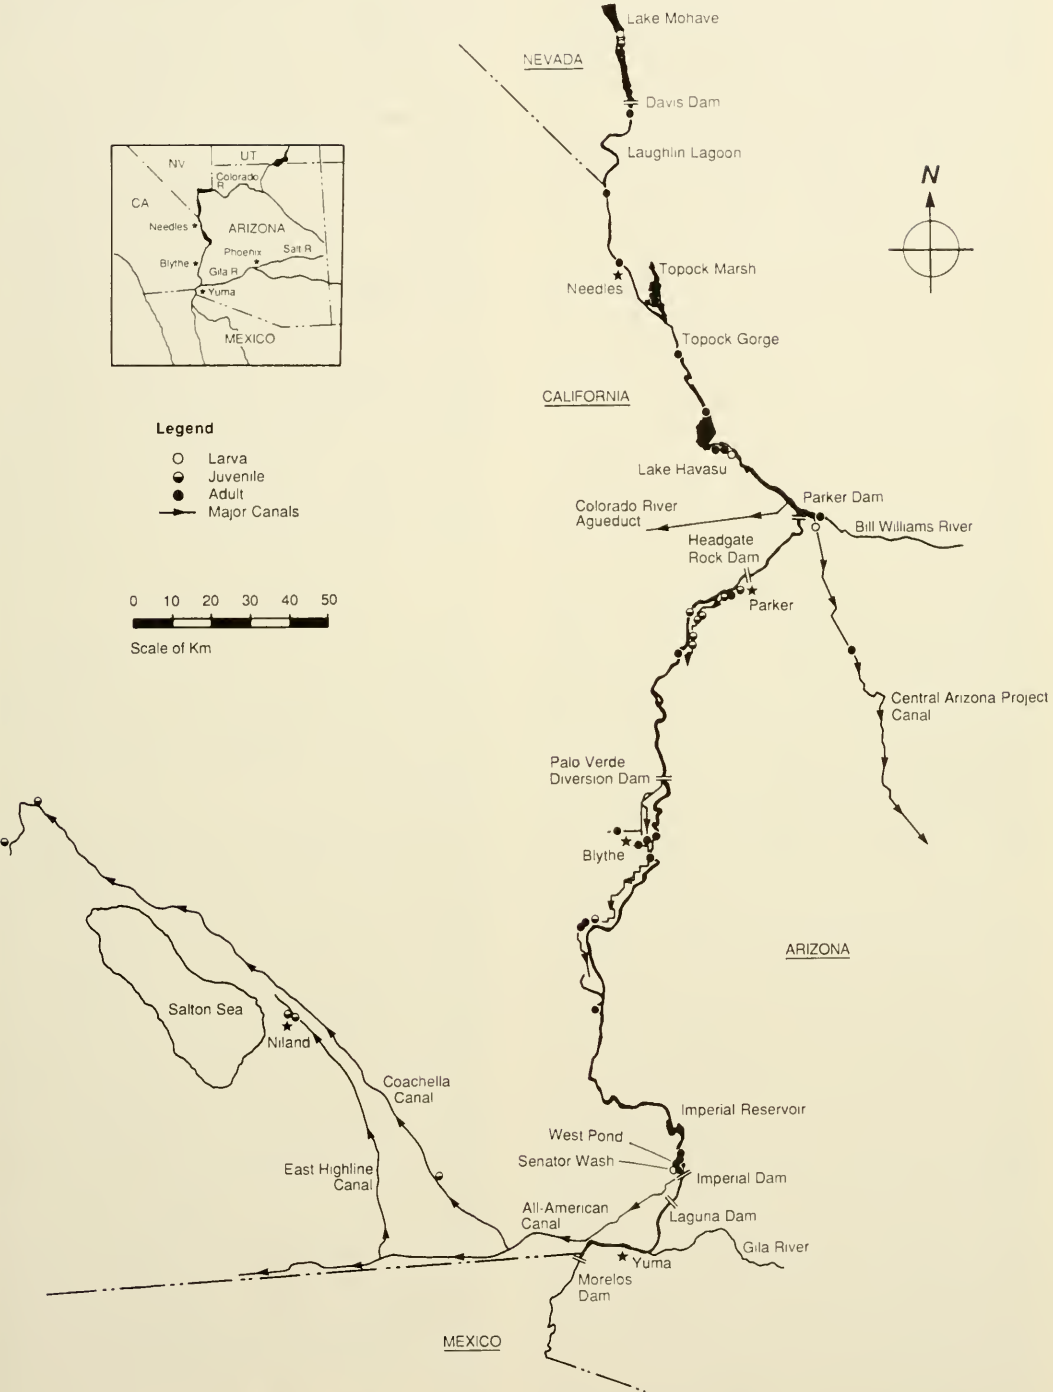 Lake Mohave
NEVADA
Davis Dam
Laughlin Lagoon
N
NV
UT
Colorado
R
CA
Needles
ARIZONA
Phoenix
Salt R
Blythe
Gila R
Yuma
MEXICO
Topock Marsh
Needles
Topock Gorge
CALIFORNIA
Legend
Larva
Juvenile
Adult
Major Canals
Lake Havasu
Parker Dam
Colorado River
Agueduct
Bill Williams River
Headgate
Rock Dam
Parker
0 10 20 30 40 50
Scale of Km
Central Arizona Project
Canal
Palo Verde
Diversion Dam
Blythe
ARIZONA
Salton Sea
Niland
Coachella
Canal
Imperial Reservoir
West Pond
Senator Wash
Imperial Dam
East Highline
Canal
All-American
Canal
Laguna Dam
Gila River
Yuma
Morelos
Dam
MEXICO